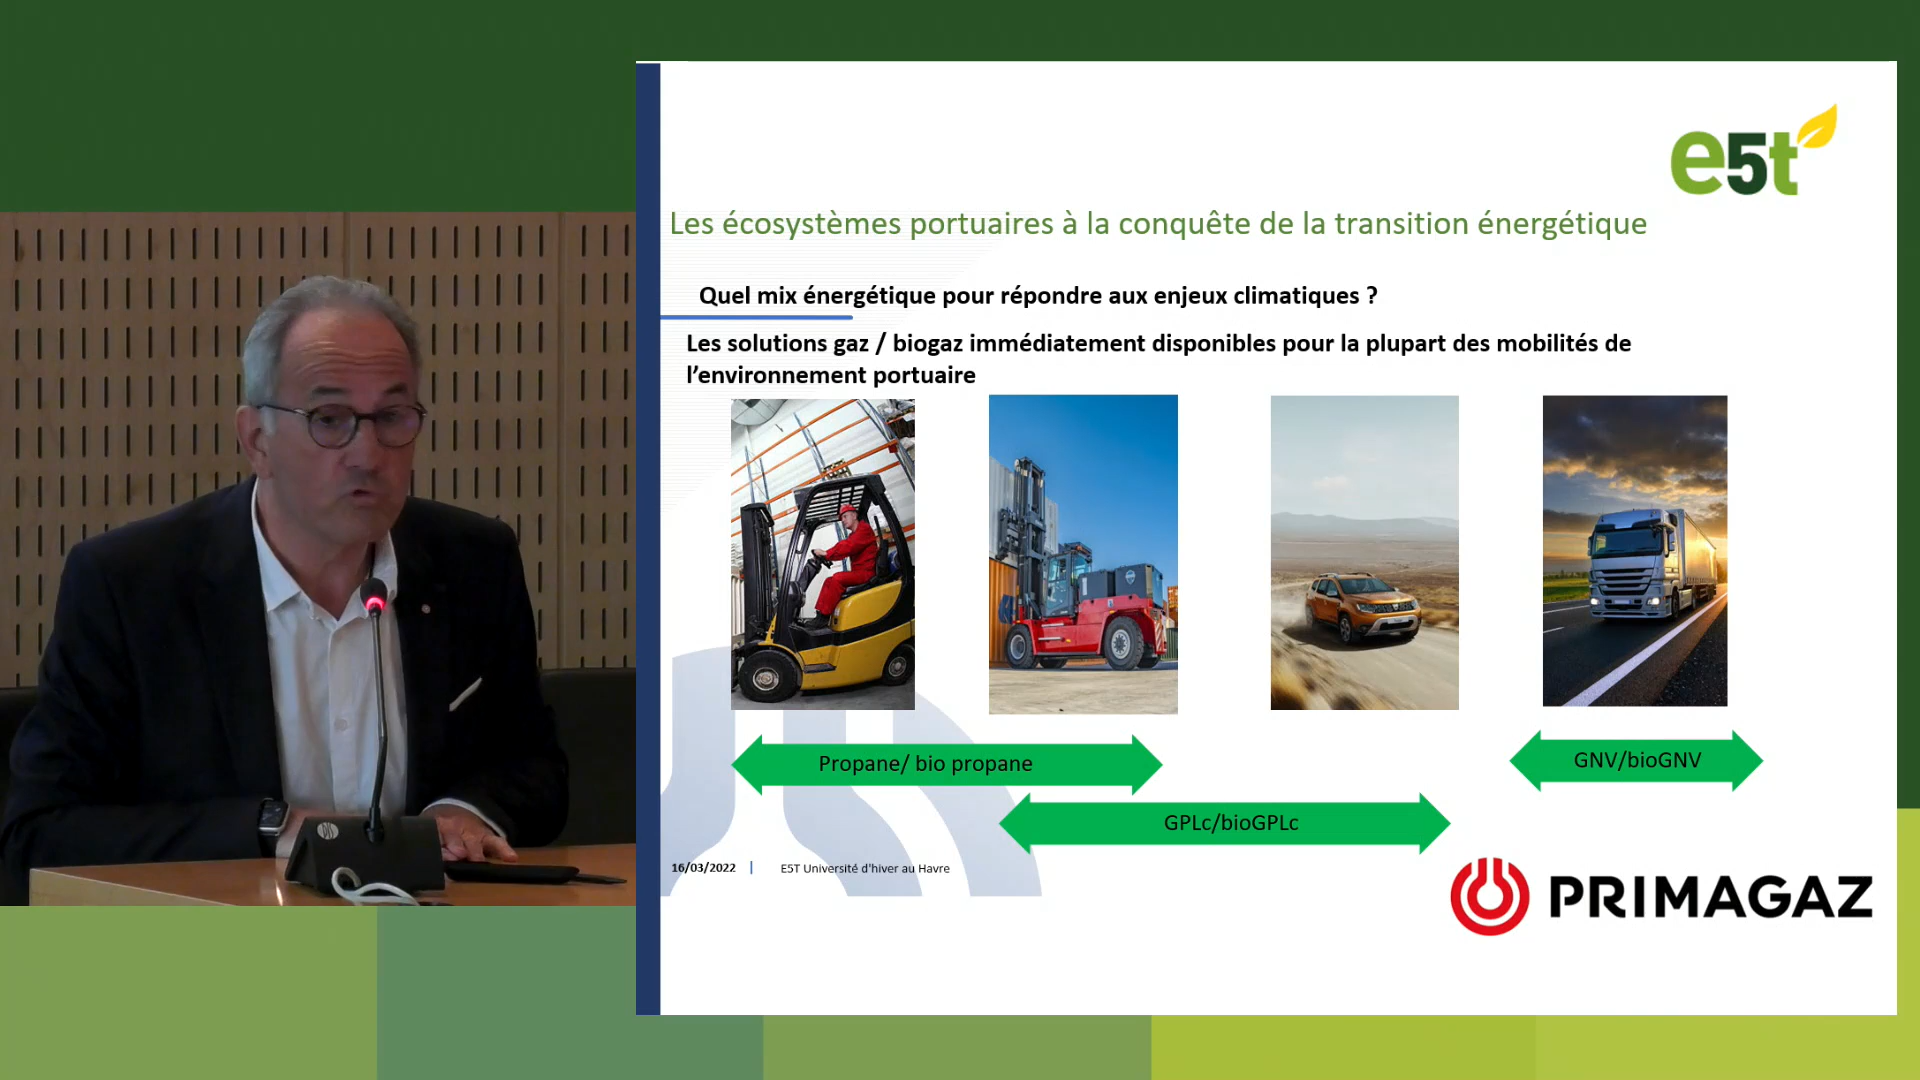 e5t
Les écosystèmes portuaires à la conquête de la transition énergétique
Quel mix énergétique pour répondre aux enjeux climatiques ?
Les solutions gaz / biogaz immédiatement disponibles pour la plupart des mobilités de
l'environnement portuaire
Propane/ bio propane
GNV/bioGNV
GPLc/bioGPLc
16/03/2022 | E5T Université d'hiver au Havre
PRIMAGAZ